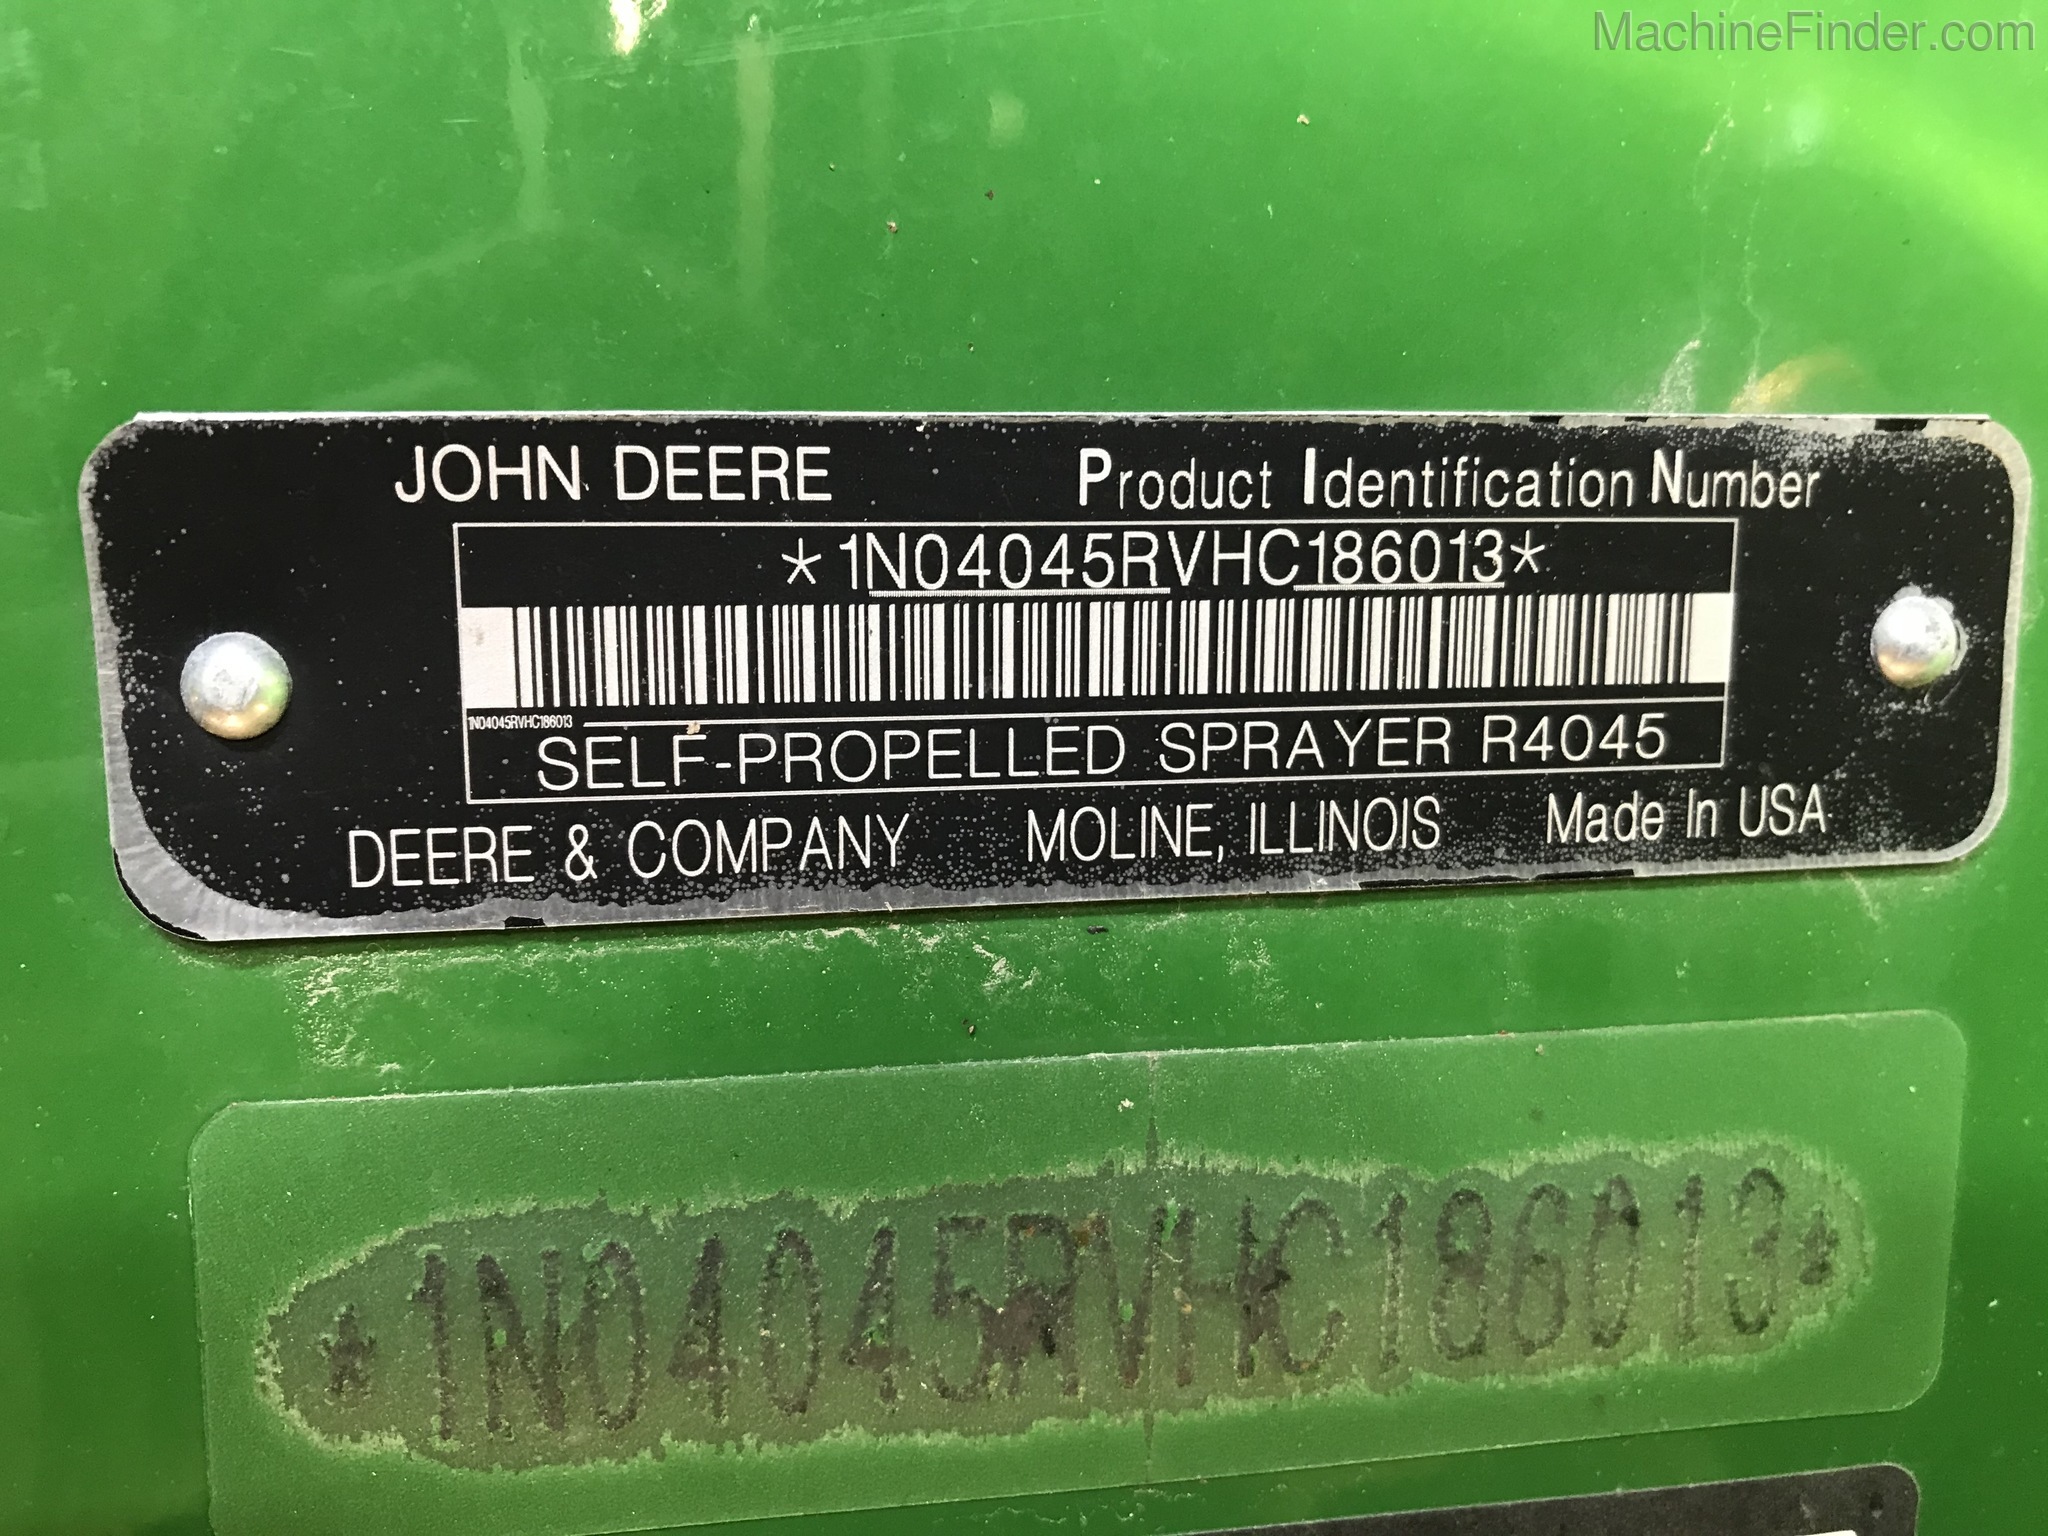 MachineFinder.com
JOHN DEERE Product Identification Number
*1N04045RVHC186013*
1N04045RVHC186013
SELF-PROPELLED SPRAYER R4045
DEERE & COMPANY MOLINE, ILLINOIS Made In USA
*1N04045RVHC186013*